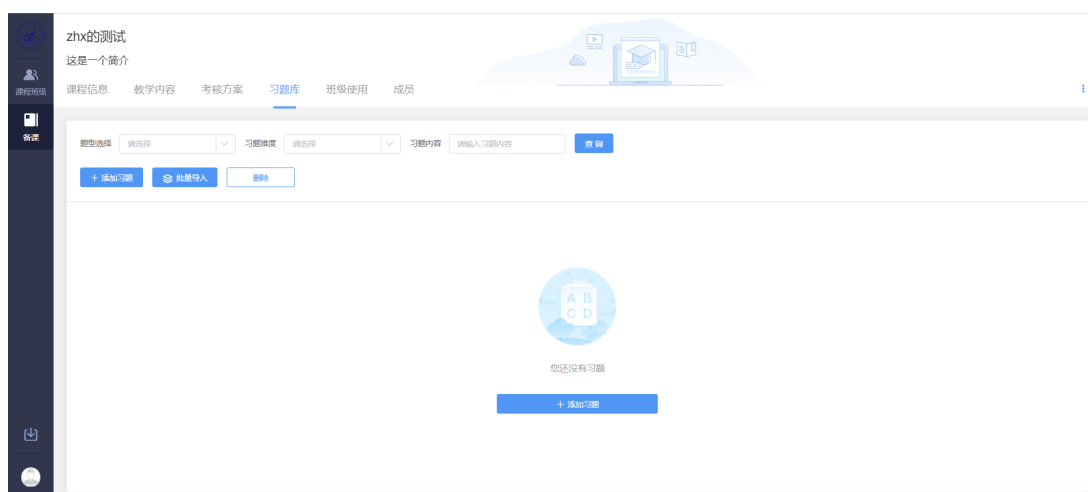 zhx的测试
这是一个简介
课程信息 教学内容 考核方案 习题库 班级使用 成员
课程班级
备课
题型选择 请选择 习题难度 请选择 习题内容 请输入习题内容 查询
+ 添加习题 批量导入 删除
A B
C D
您还没有习题
+ 添加习题